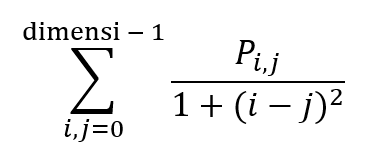 dimensi − 1
∑ P_{i,j}
i,j=0 1 + (i − j)²